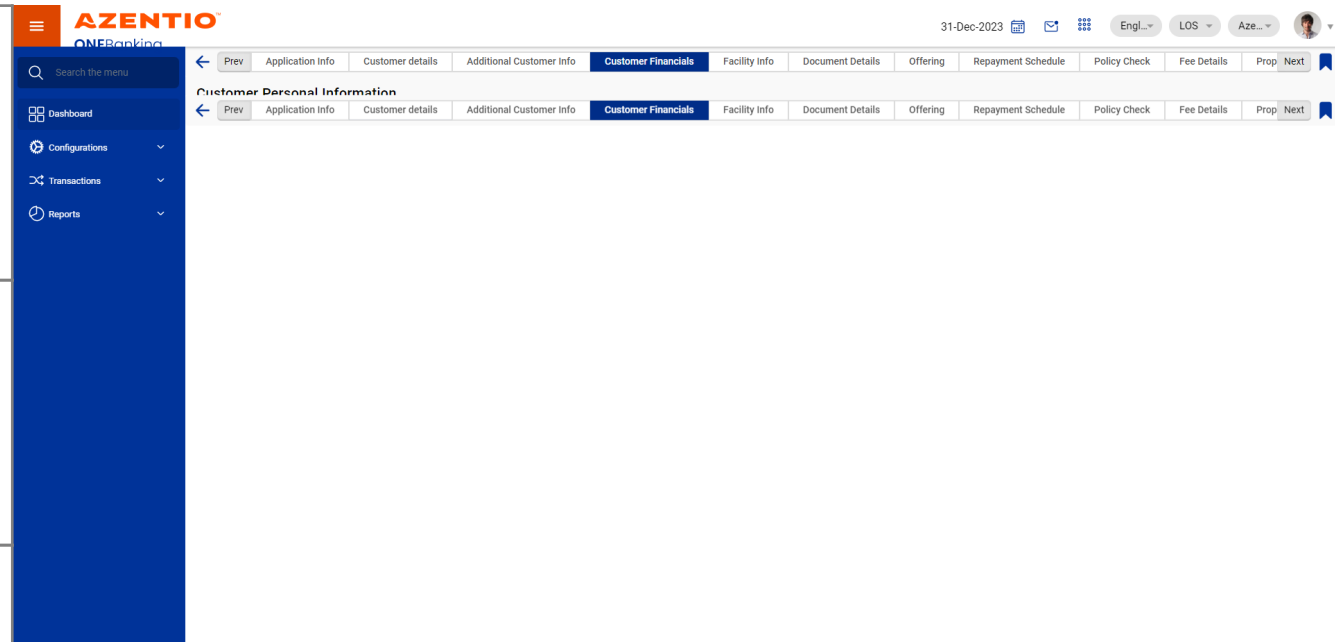 AZENTIO™
ONEBanking
31-Dec-2023 Engl... LOS Aze...
Search the menu
Dashboard
Configurations
Transactions
Reports
Prev Application Info Customer details Additional Customer Info Customer Financials Facility Info Document Details Offering Repayment Schedule Policy Check Fee Details Prop Next
Customer Personal Information
Prev Application Info Customer details Additional Customer Info Customer Financials Facility Info Document Details Offering Repayment Schedule Policy Check Fee Details Prop Next